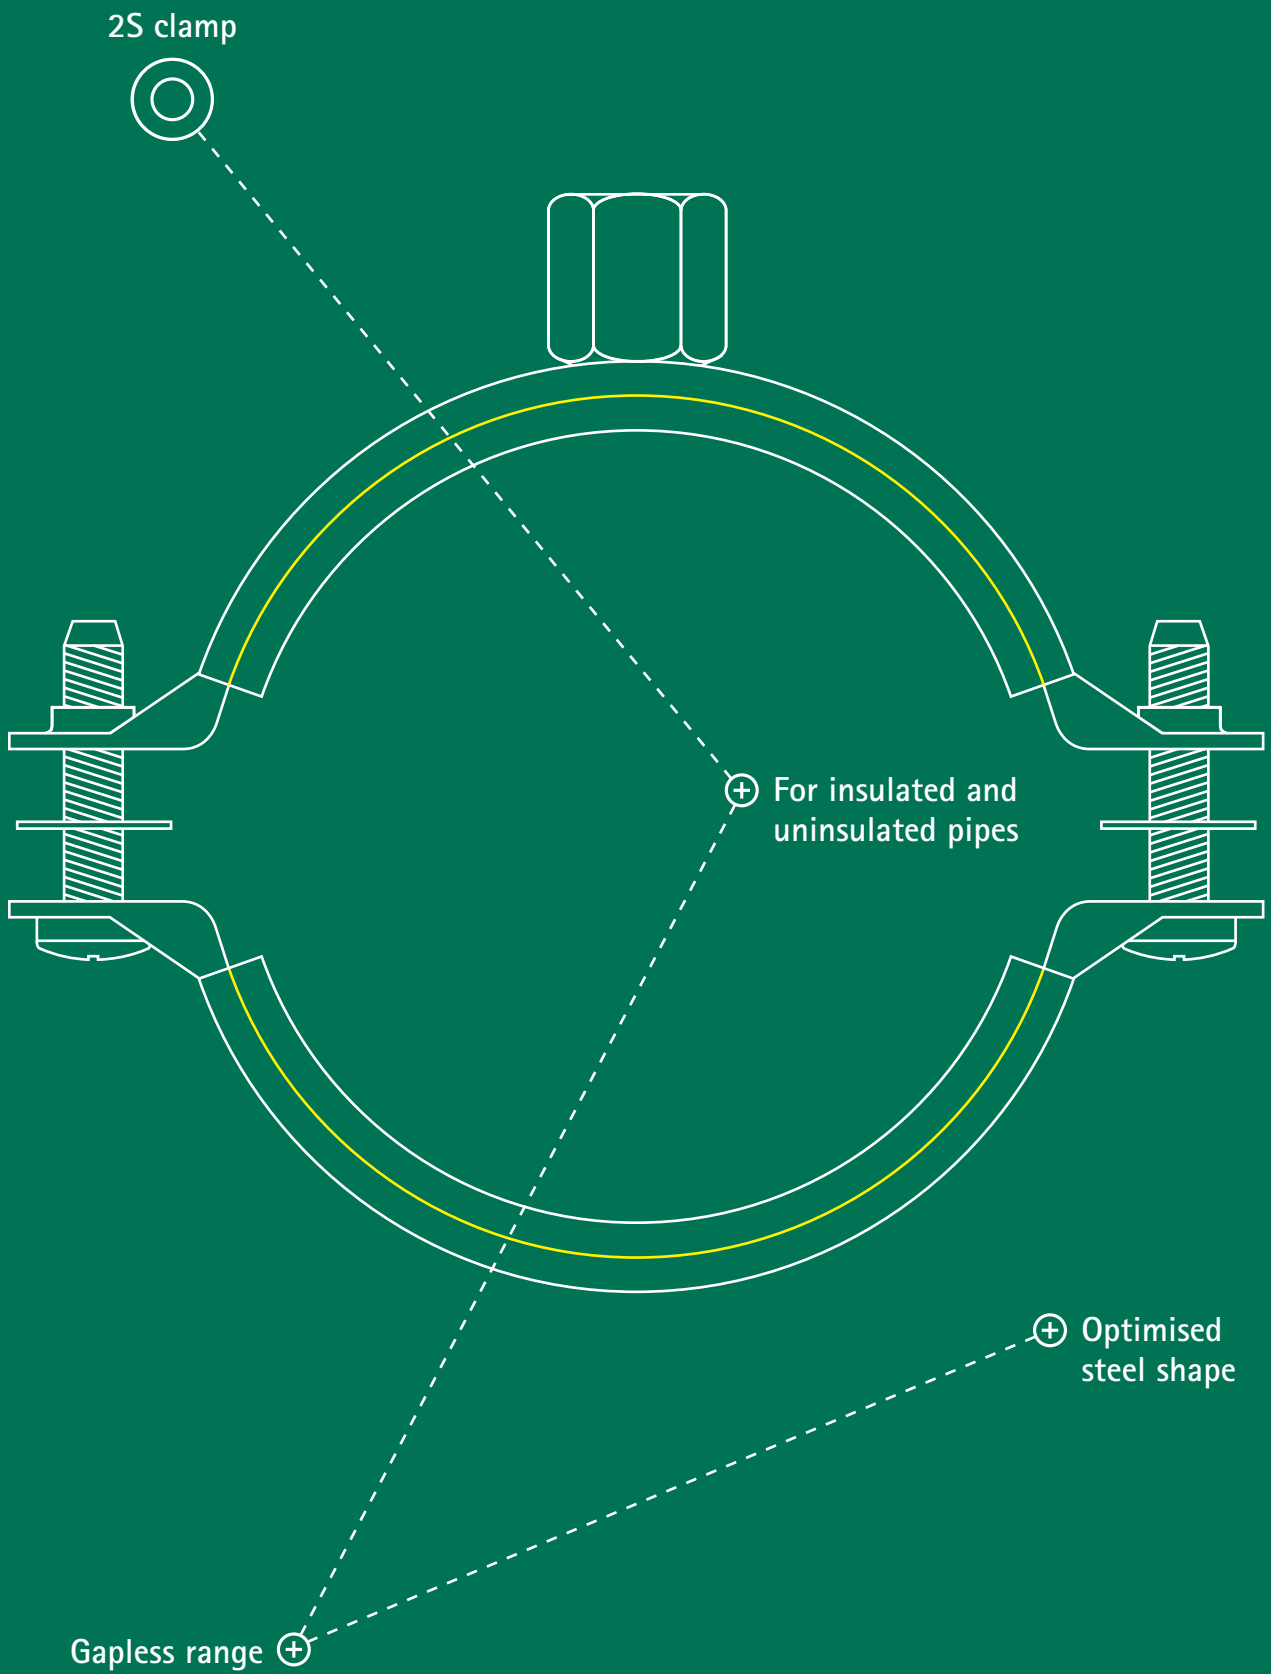 2S clamp
For insulated and
uninsulated pipes
Optimised
steel shape
Gapless range